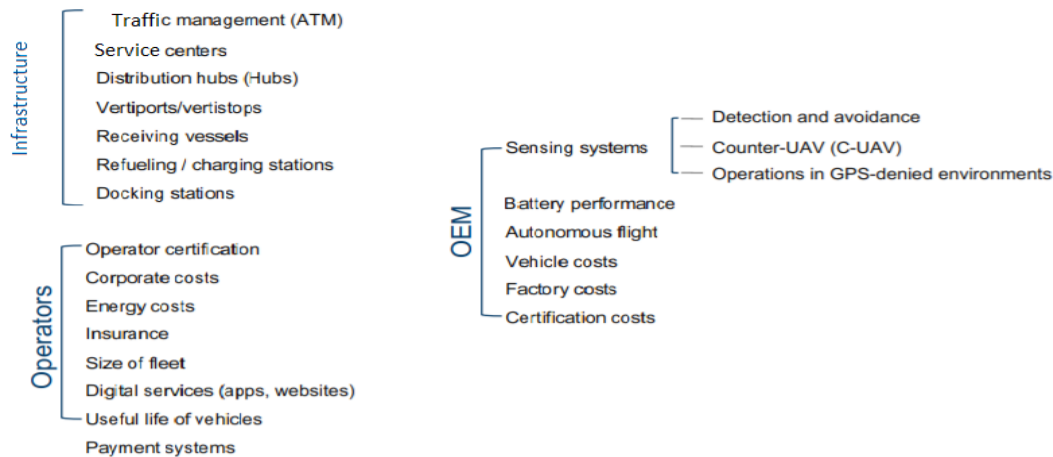 Infrastructure
Traffic management (ATM)
Service centers
Distribution hubs (Hubs)
Vertiports/vertistops
Receiving vessels
Refueling / charging stations
Docking stations
Operators
Operator certification
Corporate costs
Energy costs
Insurance
Size of fleet
Digital services (apps, websites)
Useful life of vehicles
Payment systems
OEM
Sensing systems
Detection and avoidance
Counter-UAV (C-UAV)
Operations in GPS-denied environments
Battery performance
Autonomous flight
Vehicle costs
Factory costs
Certification costs